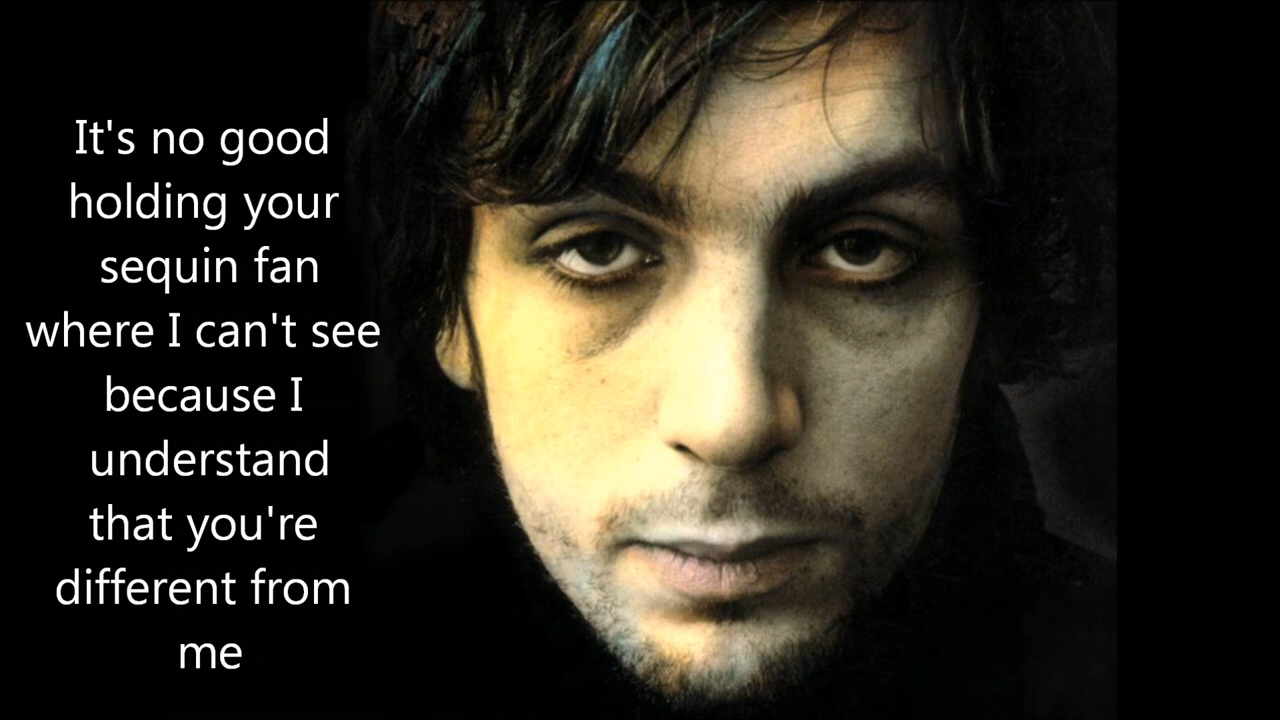 It's no good
holding your
sequin fan
where I can't see
because I
understand
that you're
different from
me